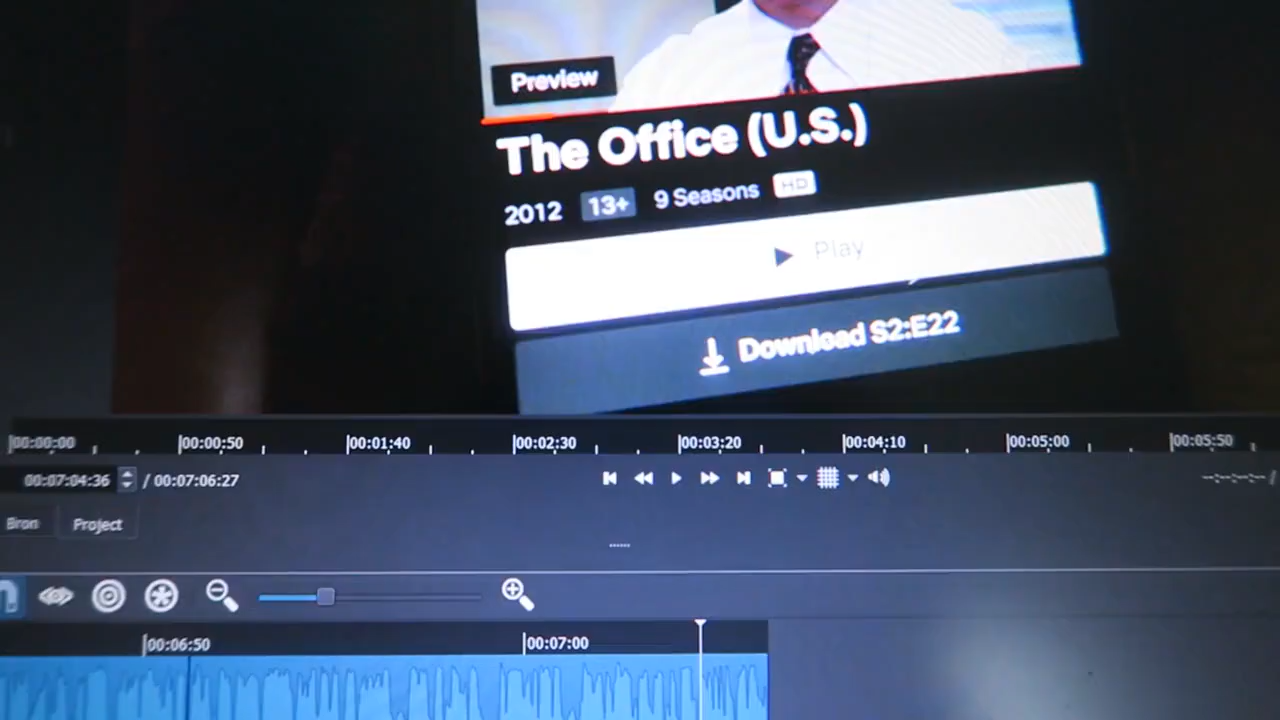 Preview
The Office (U.S.)
2012 13+ 9 Seasons HD
Play
Download S2:E22
00:00:00 00:00:50 00:01:40 00:02:30 00:03:20 00:04:10 00:05:00 00:05:50
00:07:04:36 / 00:07:06:27 --:--:--:-- /
Bron Project
00:06:50 00:07:00